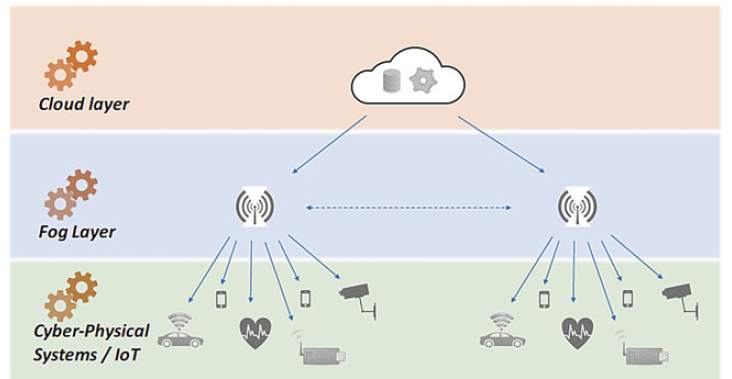 Cloud layer
Fog Layer
Cyber-Physical
Systems / IoT